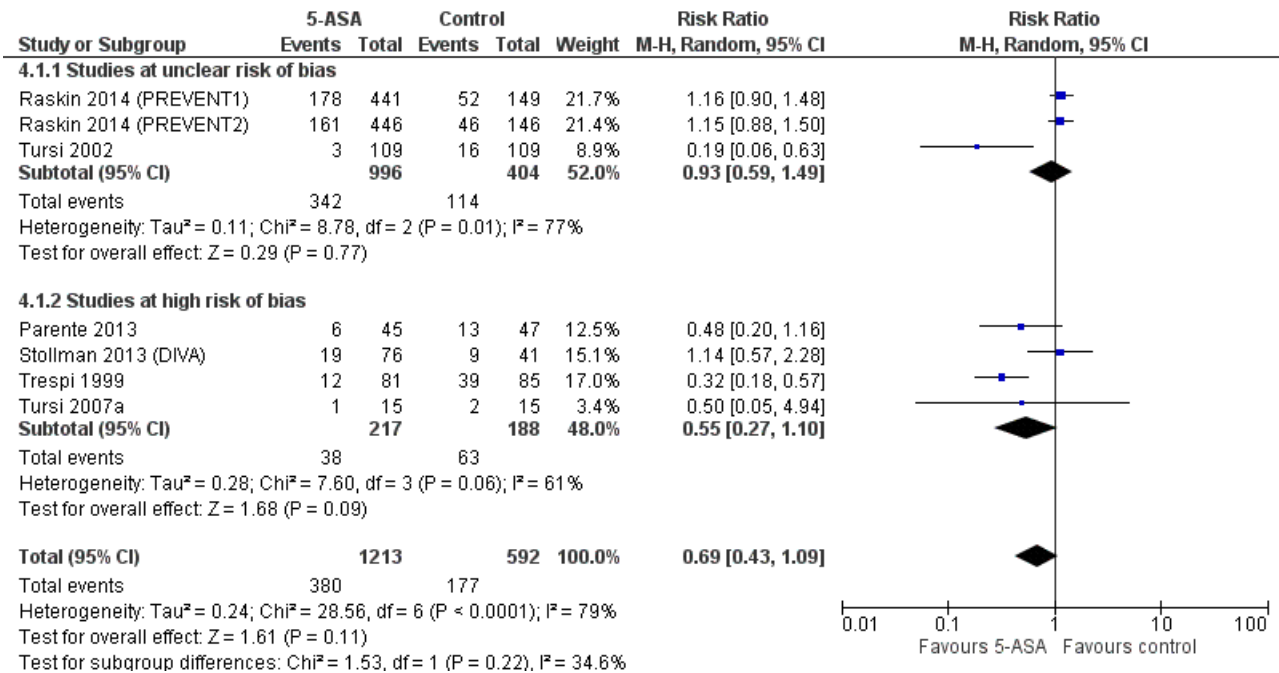 5-ASA Control Risk Ratio Risk Ratio
Study or Subgroup Events Total Events Total Weight M-H, Random, 95% CI M-H, Random, 95% CI
4.1.1 Studies at unclear risk of bias
Raskin 2014 (PREVENT1) 178 441 52 149 21.7% 1.16 [0.90, 1.48]
Raskin 2014 (PREVENT2) 161 446 46 146 21.4% 1.15 [0.88, 1.50]
Tursi 2002 3 109 16 109 8.9% 0.19 [0.06, 0.63]
Subtotal (95% CI) 996 404 52.0% 0.93 [0.59, 1.49]
Total events 342 114
Heterogeneity: Tau² = 0.11; Chi² = 8.78, df = 2 (P = 0.01); I² = 77%
Test for overall effect: Z = 0.29 (P = 0.77)
4.1.2 Studies at high risk of bias
Parente 2013 6 45 13 47 12.5% 0.48 [0.20, 1.16]
Stollman 2013 (DIVA) 19 76 9 41 15.1% 1.14 [0.57, 2.28]
Trespi 1999 12 81 39 85 17.0% 0.32 [0.18, 0.57]
Tursi 2007a 1 15 2 15 3.4% 0.50 [0.05, 4.94]
Subtotal (95% CI) 217 188 48.0% 0.55 [0.27, 1.10]
Total events 38 63
Heterogeneity: Tau² = 0.28; Chi² = 7.60, df = 3 (P = 0.06); I² = 61%
Test for overall effect: Z = 1.68 (P = 0.09)
Total (95% CI) 1213 592 100.0% 0.69 [0.43, 1.09]
Total events 380 177
Heterogeneity: Tau² = 0.24; Chi² = 28.56, df = 6 (P < 0.0001); I² = 79%
Test for overall effect: Z = 1.61 (P = 0.11)
Test for subgroup differences: Chi² = 1.53, df = 1 (P = 0.22), I² = 34.6%
0.01 0.1 1 10 100
Favours 5-ASA Favours control